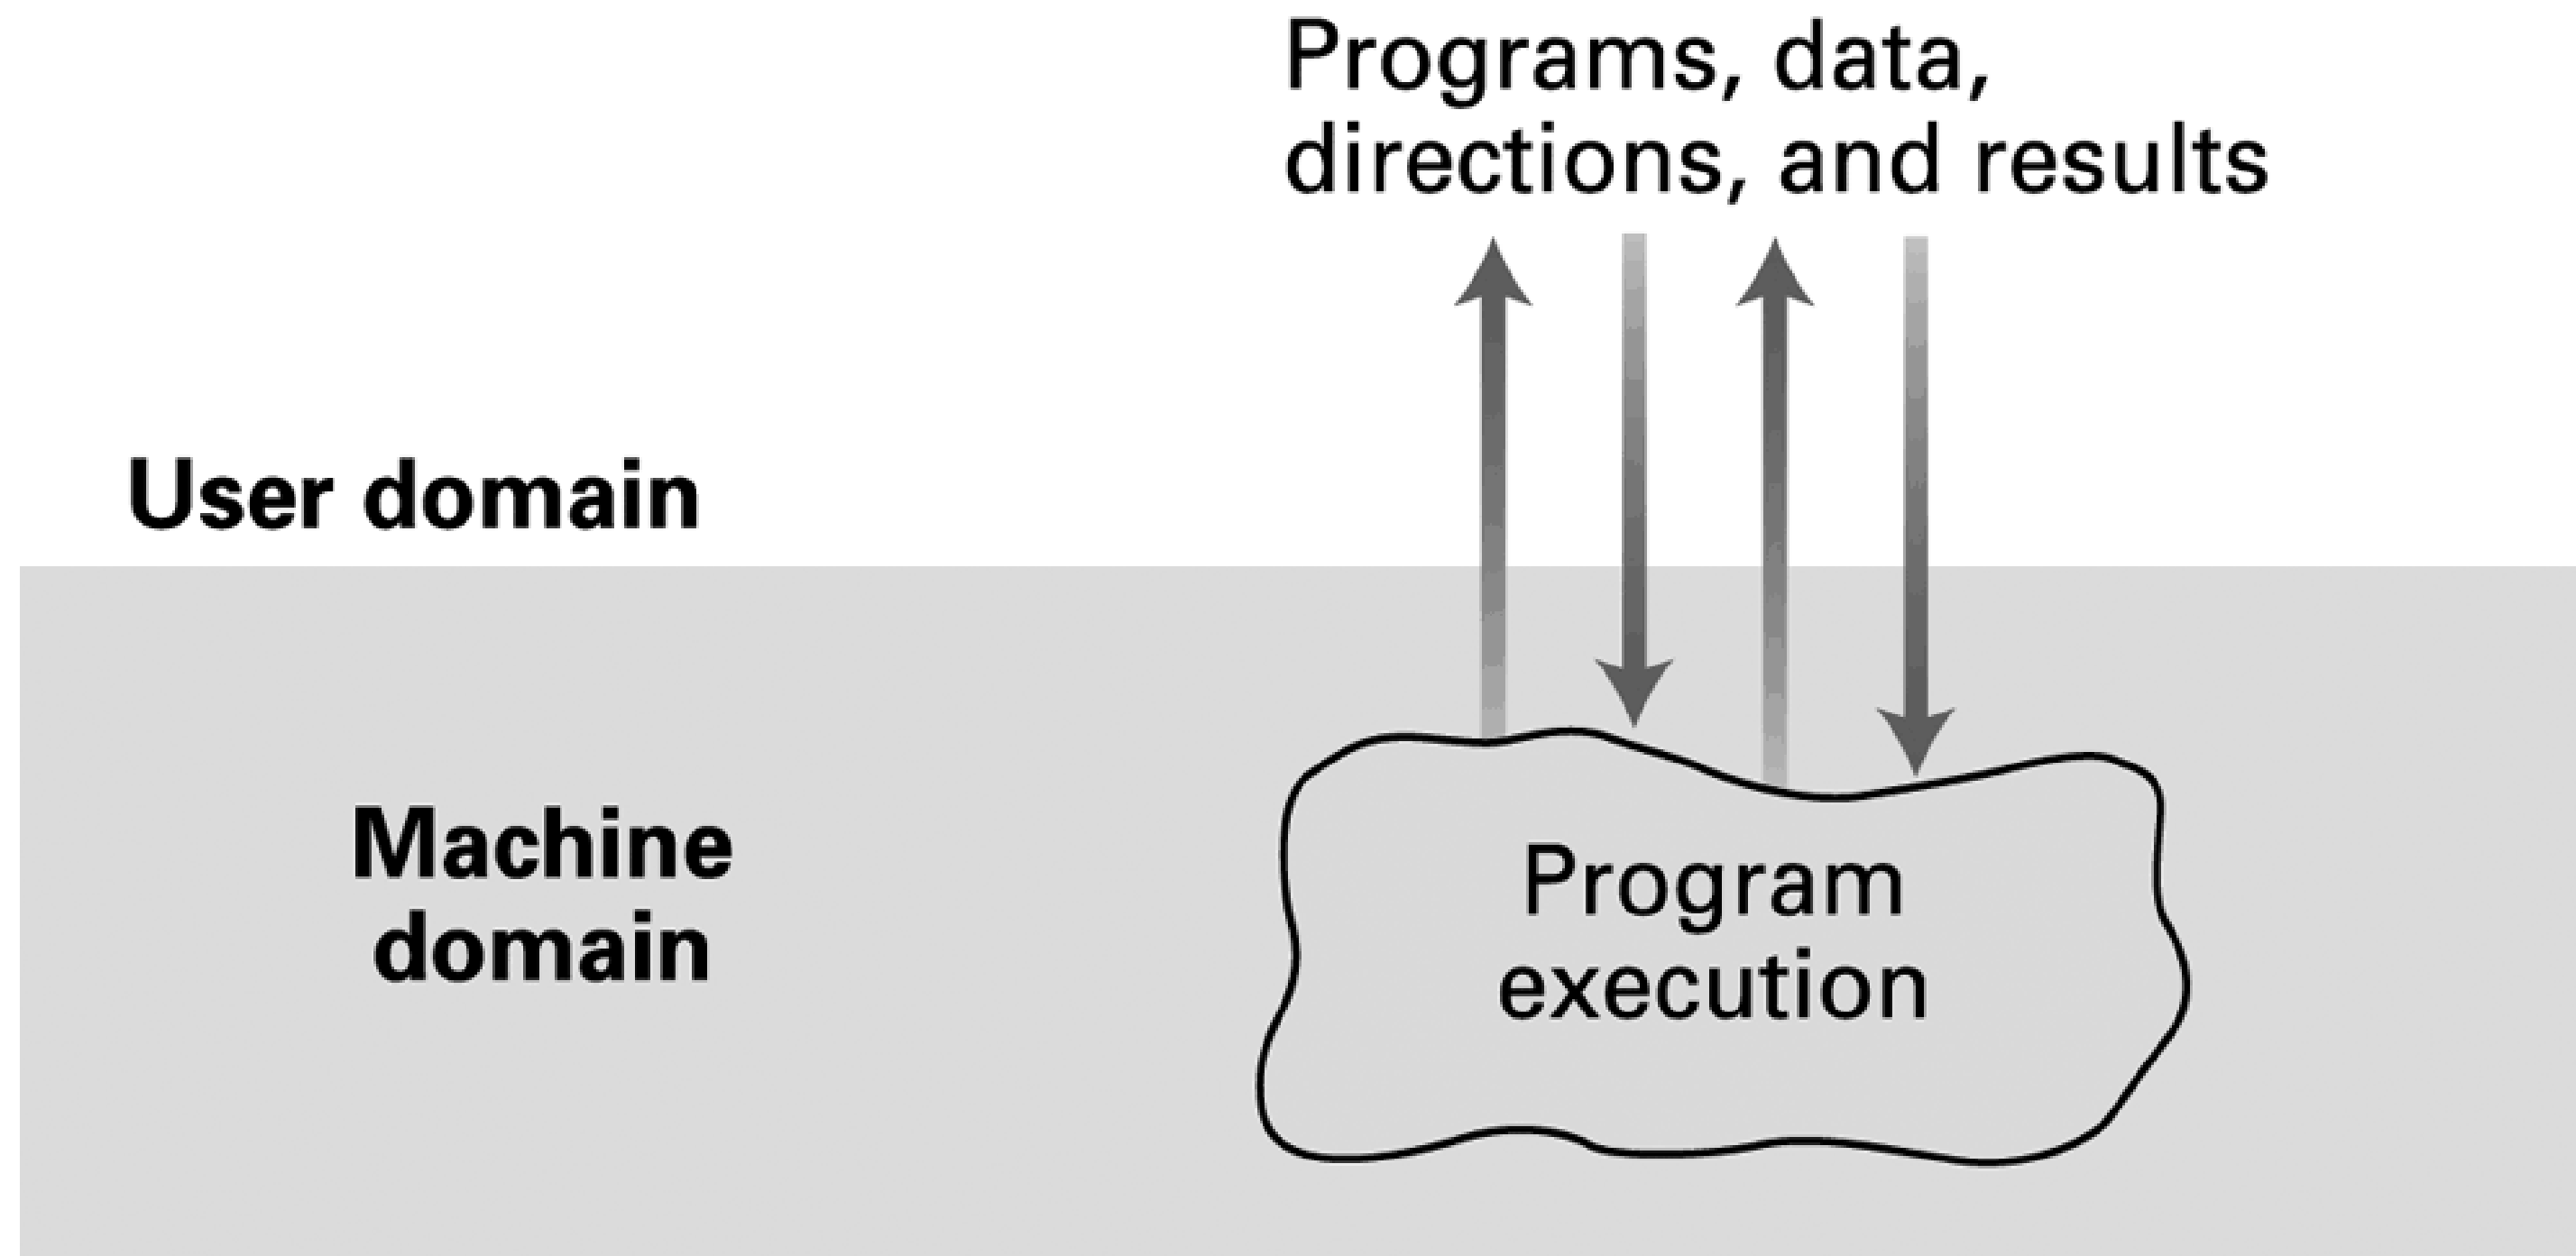 Programs, data,
directions, and results
User domain
Machine
domain
Program
execution